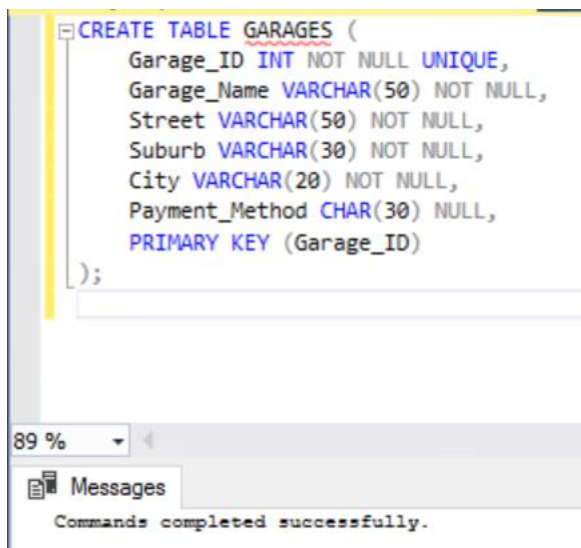 CREATE TABLE GARAGES (
Garage_ID INT NOT NULL UNIQUE,
Garage_Name VARCHAR(50) NOT NULL,
Street VARCHAR(50) NOT NULL,
Suburb VARCHAR(30) NOT NULL,
City VARCHAR(20) NOT NULL,
Payment_Method CHAR(30) NULL,
PRIMARY KEY (Garage_ID)
);
89 %
Messages
Commands completed successfully.